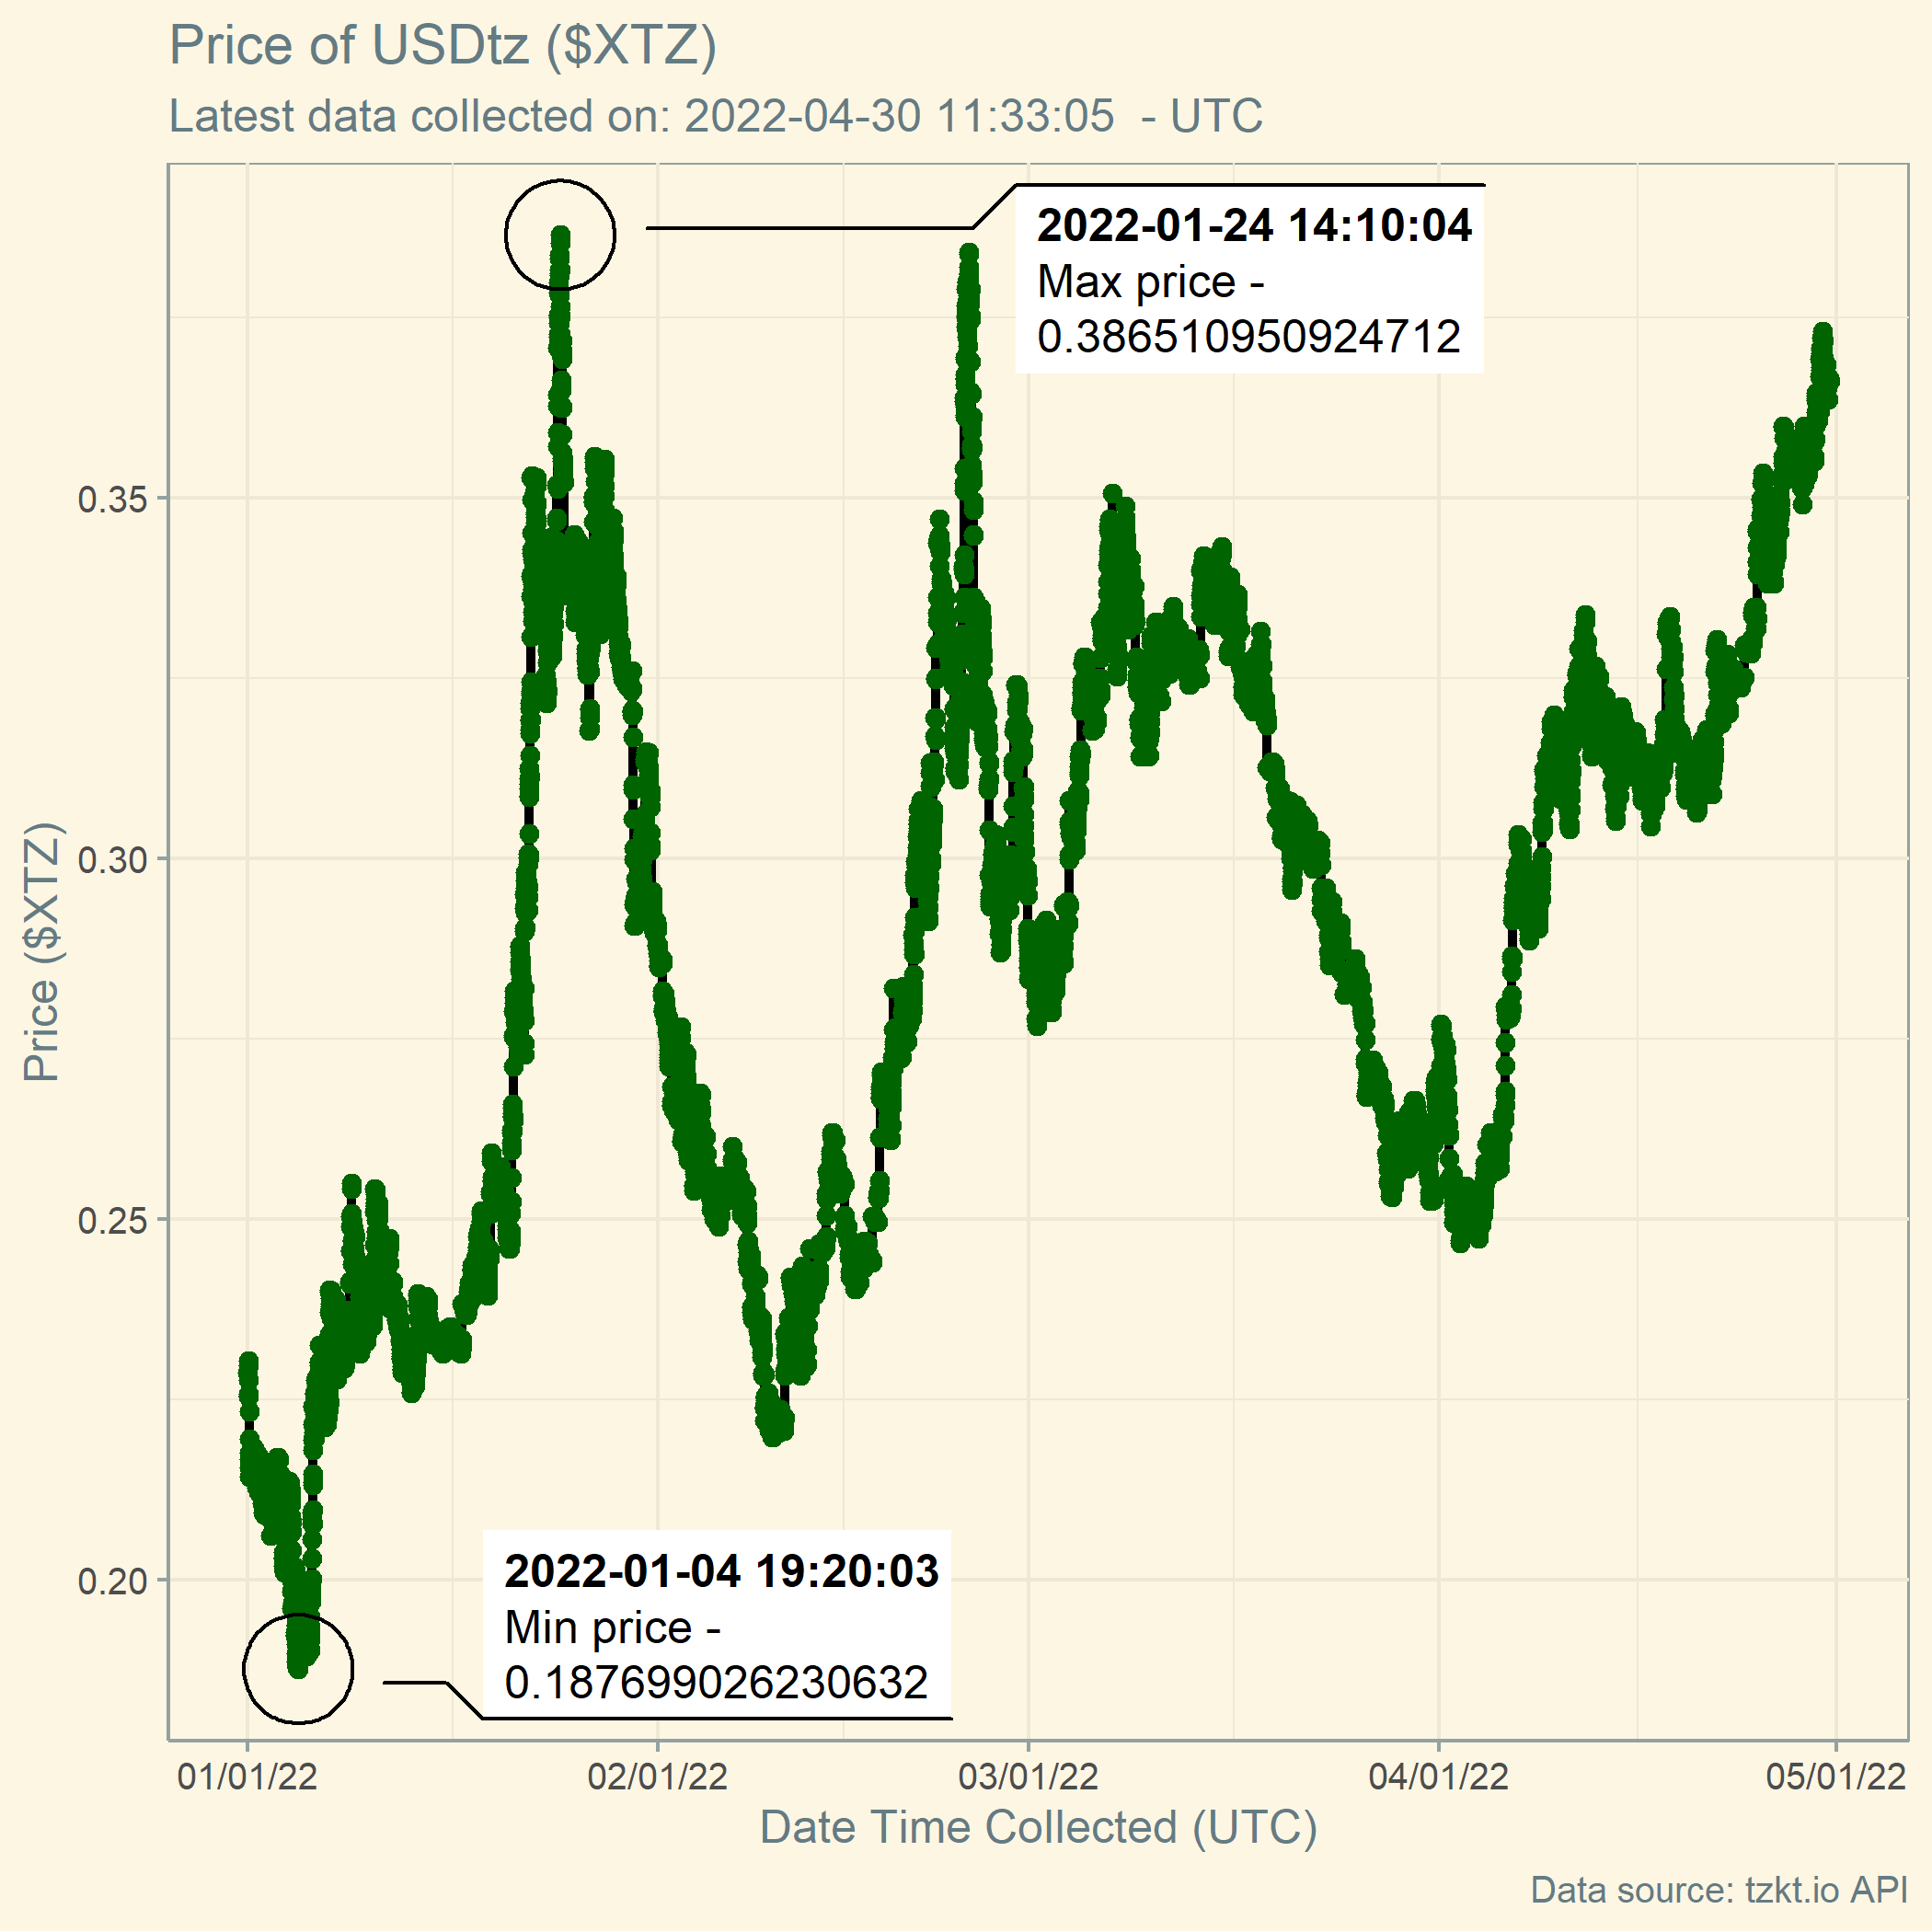 Price of USDtz ($XTZ)
Latest data collected on: 2022-04-30 11:33:05  - UTC
2022-01-24 14:10:04
Max price -
0.386510950924712
0.35
0.30
0.25
0.20
Price ($XTZ)
2022-01-04 19:20:03
Min price -
0.187699026230632
01/01/22
02/01/22
03/01/22
04/01/22
05/01/22
Date Time Collected (UTC)
Data source: tzkt.io API